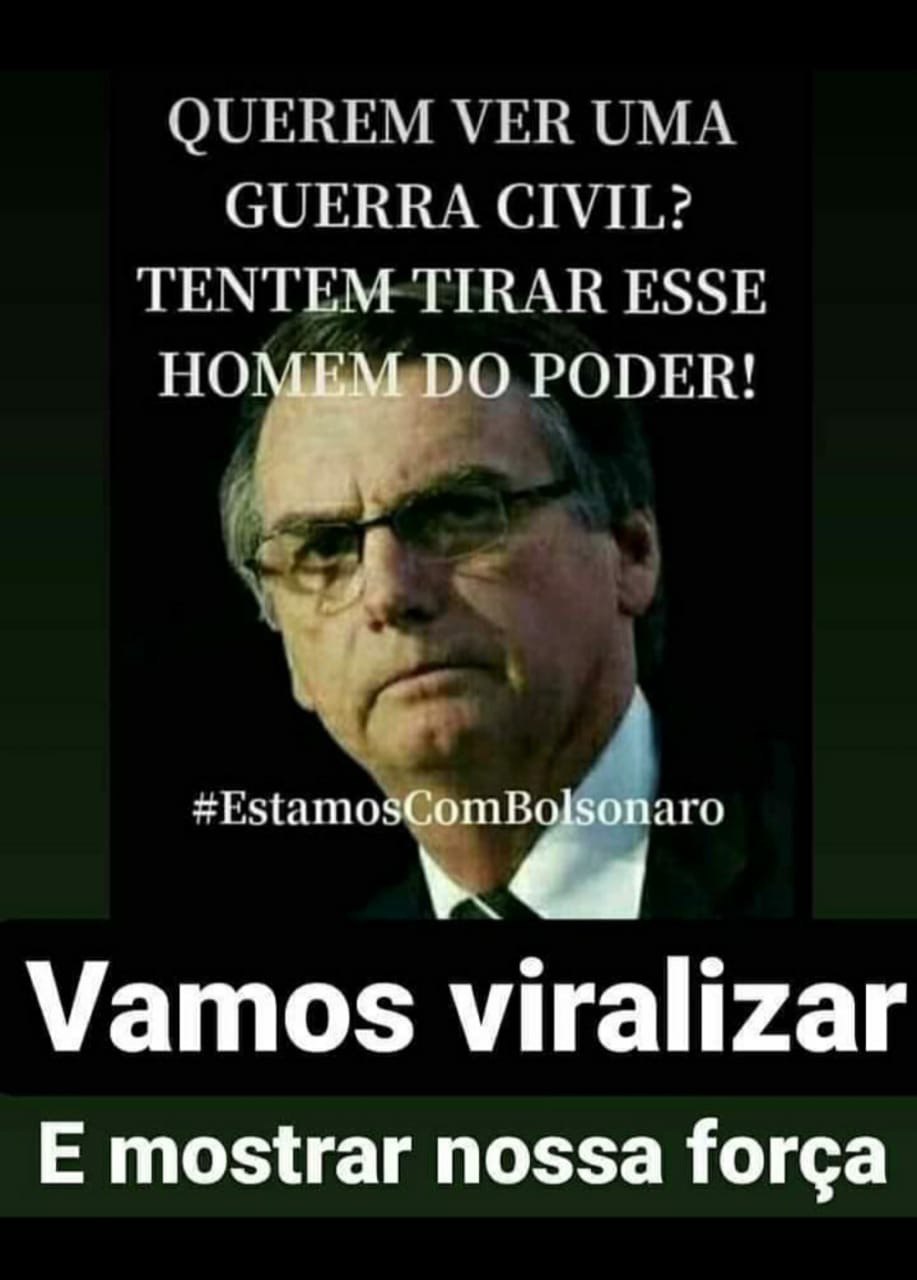 QUEREM VER UMA
GUERRA CIVIL?
TENTEM TIRAR ESSE
HOMEM DO PODER!
#EstamosComBolsonaro
Vamos viralizar
E mostrar nossa força